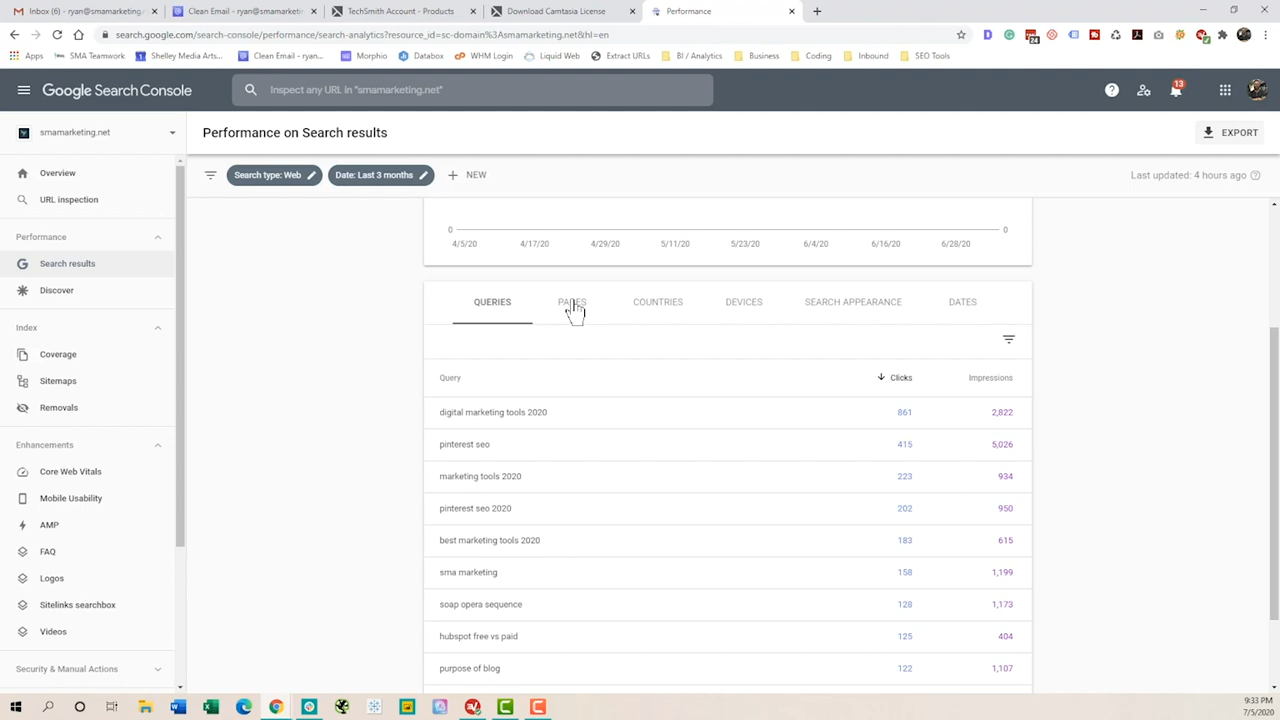 Inbox (6) - ryan@smamarketing.n
Clean Email - ryan@smamarketin
TechSmith Account - Products
Download Camtasia License
Performance
search.google.com/search-console/performance/search-analytics?resource_id=sc-domain%3Asmamarketing.net&hl=en
24
Apps
SMA Teamwork
Shelley Media Arts...
Clean Email - ryan...
Morphio
Databox
WHM Login
Liquid Web
Extract URLs
BI / Analytics
Business
Coding
Inbound
SEO Tools
Google Search Console
Inspect any URL in "smamarketing.net"
13
smamarketing.net
Performance on Search results
EXPORT
Search type: Web
Date: Last 3 months
NEW
Last updated: 4 hours ago
Overview
URL inspection
Performance
Search results
Discover
Index
Coverage
Sitemaps
Removals
Enhancements
Core Web Vitals
Mobile Usability
AMP
FAQ
Logos
Sitelinks searchbox
Videos
Security & Manual Actions
0 0
4/5/20 4/17/20 4/29/20 5/11/20 5/23/20 6/4/20 6/16/20 6/28/20
QUERIES PAGES COUNTRIES DEVICES SEARCH APPEARANCE DATES
Query Clicks Impressions
digital marketing tools 2020 861 2,822
pinterest seo 415 5,026
marketing tools 2020 223 934
pinterest seo 2020 202 950
best marketing tools 2020 183 615
sma marketing 158 1,199
soap opera sequence 128 1,173
hubspot free vs paid 125 404
purpose of blog 122 1,107
9:33 PM
7/5/2020